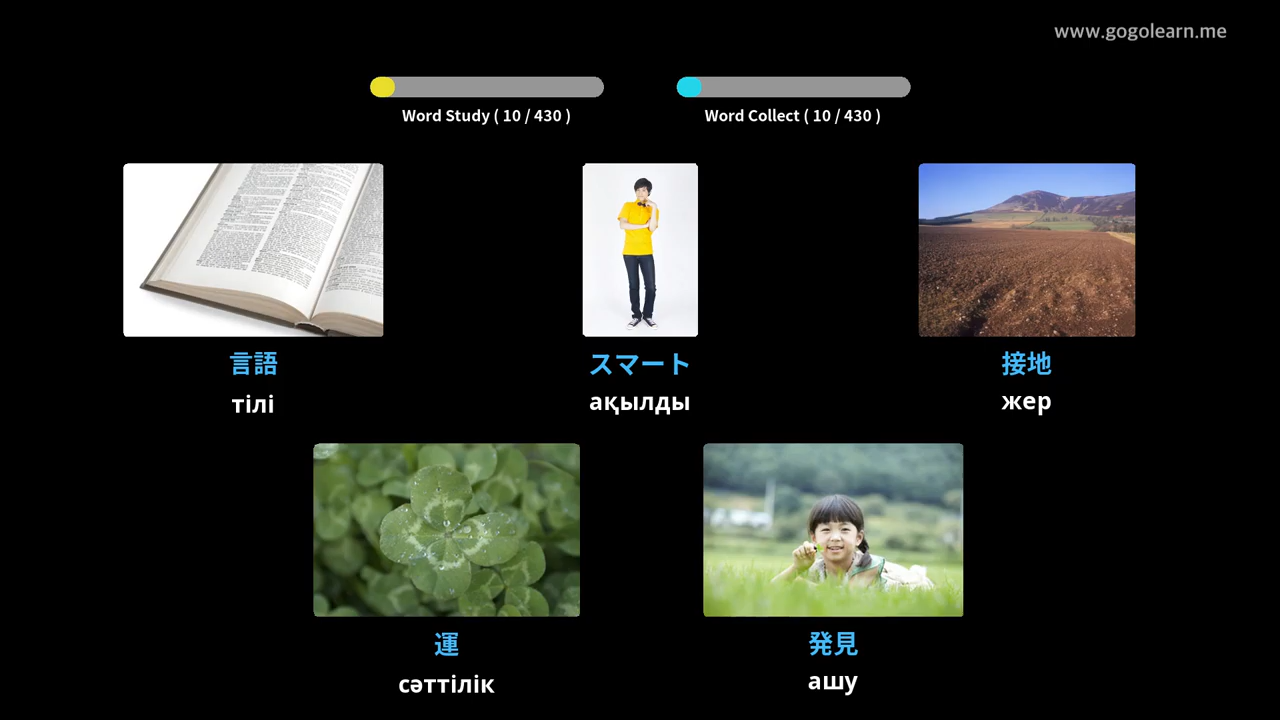 www.gogolearn.me
Word Study ( 10 / 430 )
Word Collect ( 10 / 430 )
言語
тілі
スマート
ақылды
接地
жер
運
сәттілік
発見
ашу